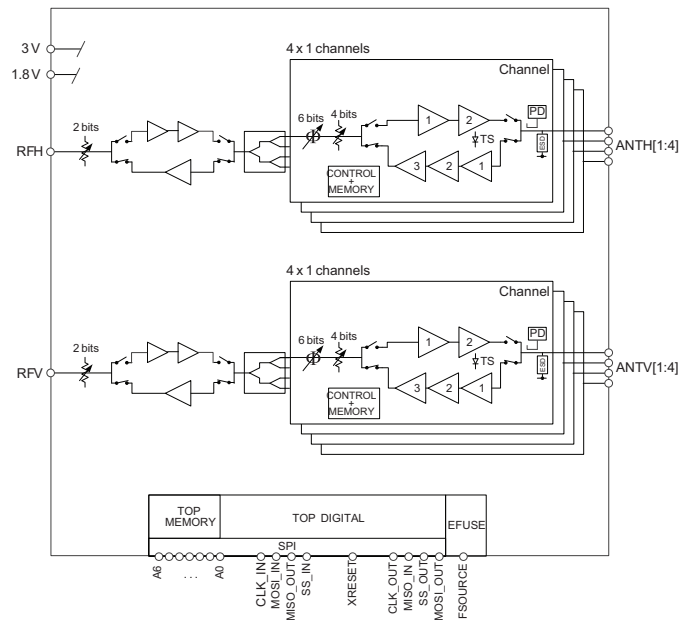 4 x 1 channels
3 V
1.8 V
Channel
2 bits
6 bits
4 bits
PD
RFH
Φ
1
2
TS
ESD
ANTH[1:4]
3
2
1
CONTROL
+
MEMORY
4 x 1 channels
Channel
2 bits
6 bits
4 bits
PD
RFV
Φ
1
2
TS
ESD
ANTV[1:4]
3
2
1
CONTROL
+
MEMORY
TOP
MEMORY
TOP DIGITAL
EFUSE
SPI
A6
...
A0
CLK_IN
MOSI_IN
MISO_OUT
SS_IN
XRESET
CLK_OUT
MISO_IN
SS_OUT
MOSI_OUT
FSOURCE